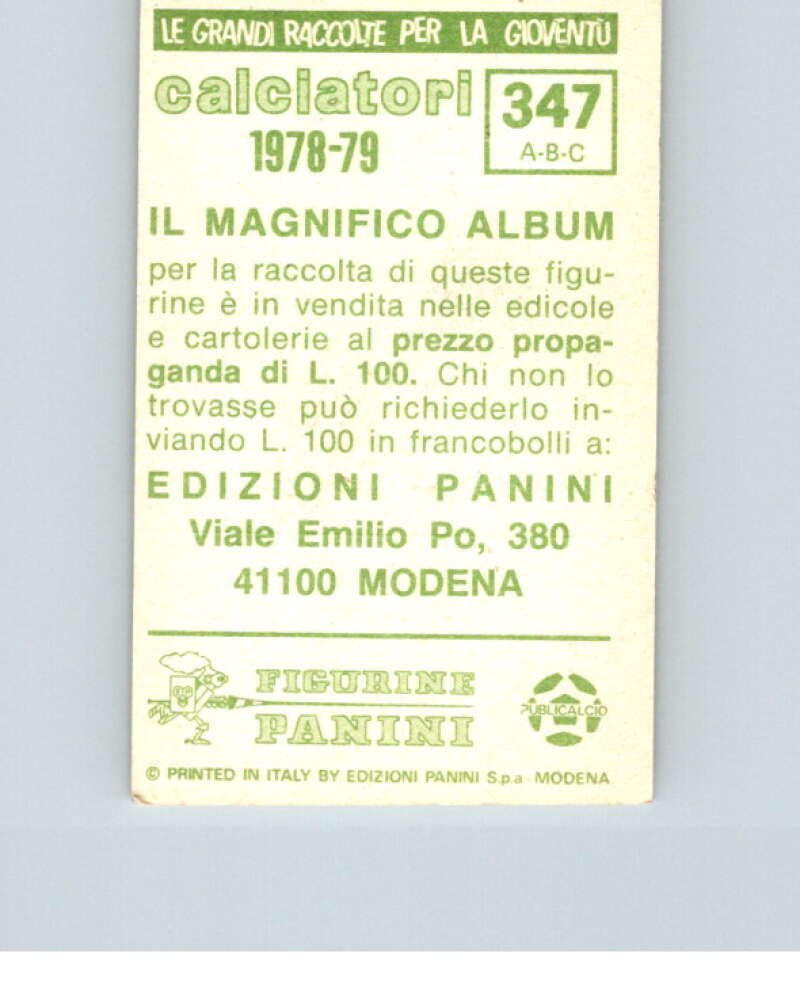 LE GRANDI RACCOLTE PER LA GIOVENTÙ
calciatori
1978-79
347
A-B-C
IL MAGNIFICO ALBUM
per la raccolta di queste figu-
rine è in vendita nelle edicole
e cartolerie al prezzo propa-
ganda di L. 100. Chi non lo
trovasse può richiederlo in-
viando L. 100 in francobolli a:
EDIZIONI PANINI
Viale Emilio Po, 380
41100 MODENA
FIGURINE
PANINI
PUBLICALCIO
© PRINTED IN ITALY BY EDIZIONI PANINI S.p.a - MODENA